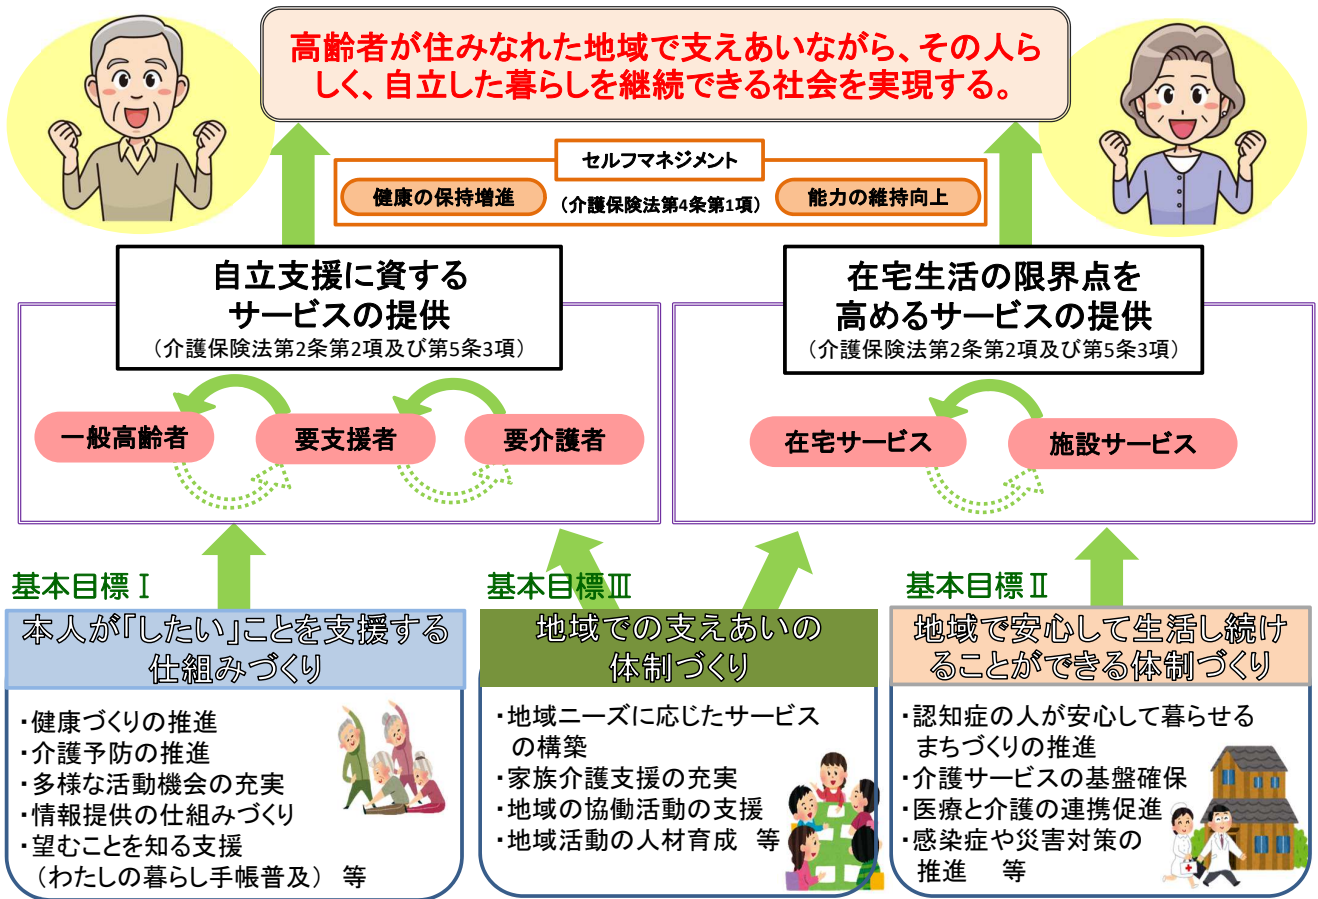 高齢者が住みなれた地域で支えあいながら、その人ら
しく、自立した暮らしを継続できる社会を実現する。
セルフマネジメント
健康の保持増進
（介護保険法第4条第1項）
能力の維持向上
自立支援に資する
サービスの提供
（介護保険法第2条第2項及び第5条3項）
一般高齢者
要支援者
要介護者
在宅生活の限界点を
高めるサービスの提供
（介護保険法第2条第2項及び第5条3項）
在宅サービス
施設サービス
基本目標Ⅰ
本人が「したい」ことを支援する
仕組みづくり
・健康づくりの推進
・介護予防の推進
・多様な活動機会の充実
・情報提供の仕組みづくり
・望むことを知る支援
（わたしの暮らし手帳普及） 等
基本目標Ⅲ
地域での支えあいの
体制づくり
・地域ニーズに応じたサービス
の構築
・家族介護支援の充実
・地域の協働活動の支援
・地域活動の人材育成 等
基本目標Ⅱ
地域で安心して生活し続け
ることができる体制づくり
・認知症の人が安心して暮らせる
まちづくりの推進
・介護サービスの基盤確保
・医療と介護の連携促進
・感染症や災害対策の
推進 等